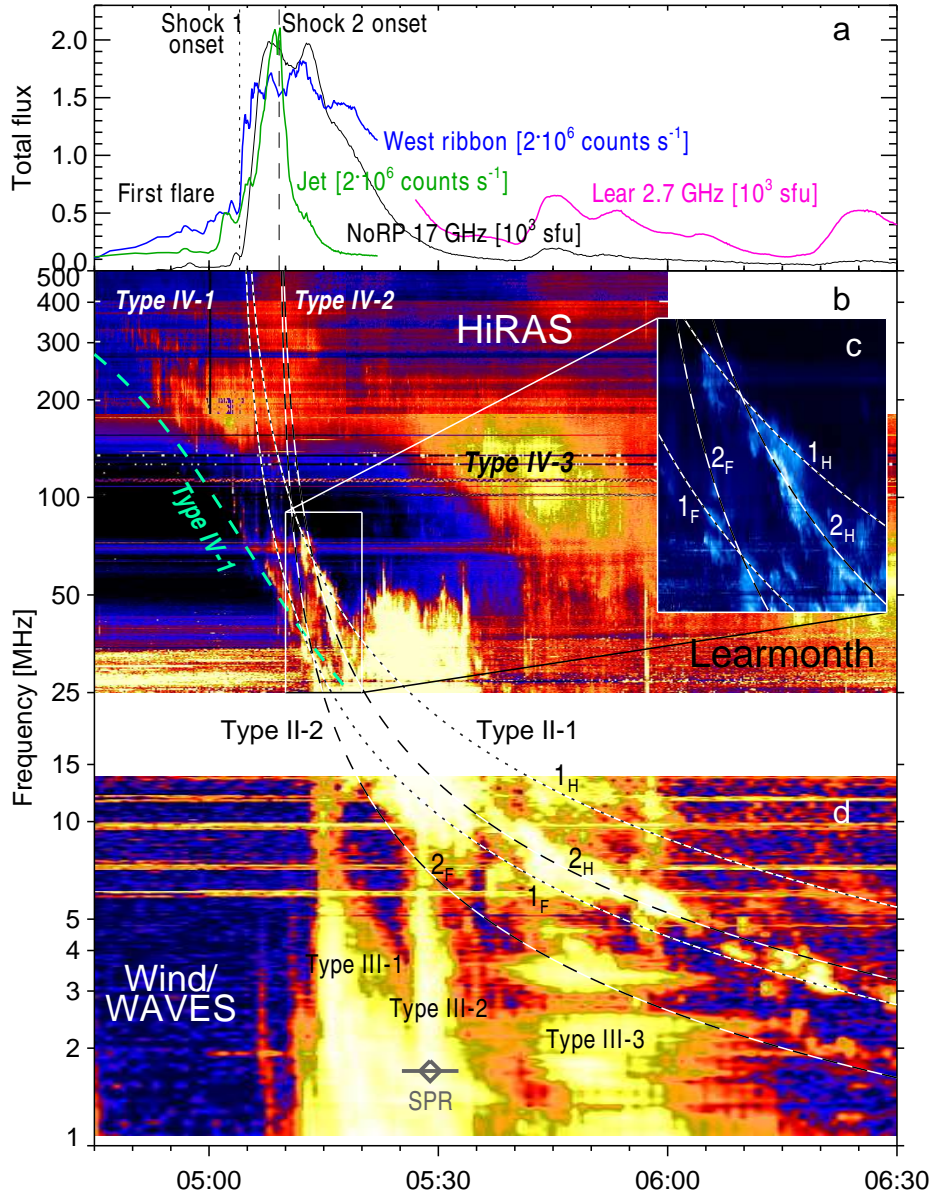 Shock 1 onset
Shock 2 onset
a
2.0
1.5
1.0
0.5
0.0
Total flux
West ribbon [2·10⁶ counts s⁻¹]
First flare
Jet [2·10⁶ counts s⁻¹]
Lear 2.7 GHz [10³ sfu]
NoRP 17 GHz [10³ sfu]
500
300
200
100
50
25
15
10
5
3
2
1
Frequency [MHz]
Type IV-1
Type IV-2
HiRAS
b
c
2F
1F
1H
2H
Type IV-3
Type IV-1
Learmonth
Type II-2
Type II-1
1H
d
2F
2H
1F
Type III-1
Wind/
WAVES
Type III-2
Type III-3
SPR
05:00
05:30
06:00
06:30